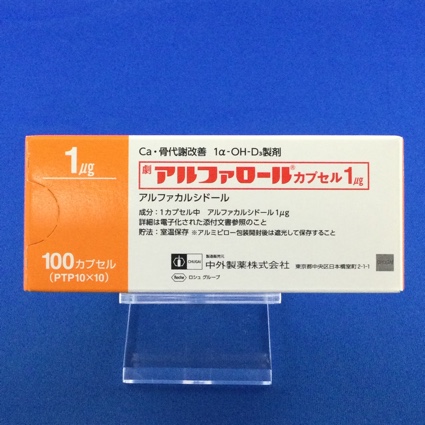 1μg
100カプセル
(PTP10×10)
Ca・骨代謝改善 1α-OH-D₃製剤
劇 アルファロール®カプセル1μg
アルファカルシドール
成分：1カプセル中 アルファカルシドール1μg
詳細は電子化された添付文書参照のこと
貯法：室温保存 ※アルミピロー包装開封後は遮光して保存すること
CHUGAI
製造販売元
中外製薬株式会社 東京都中央区日本橋室町2-1-1
Roche ロシュ グループ